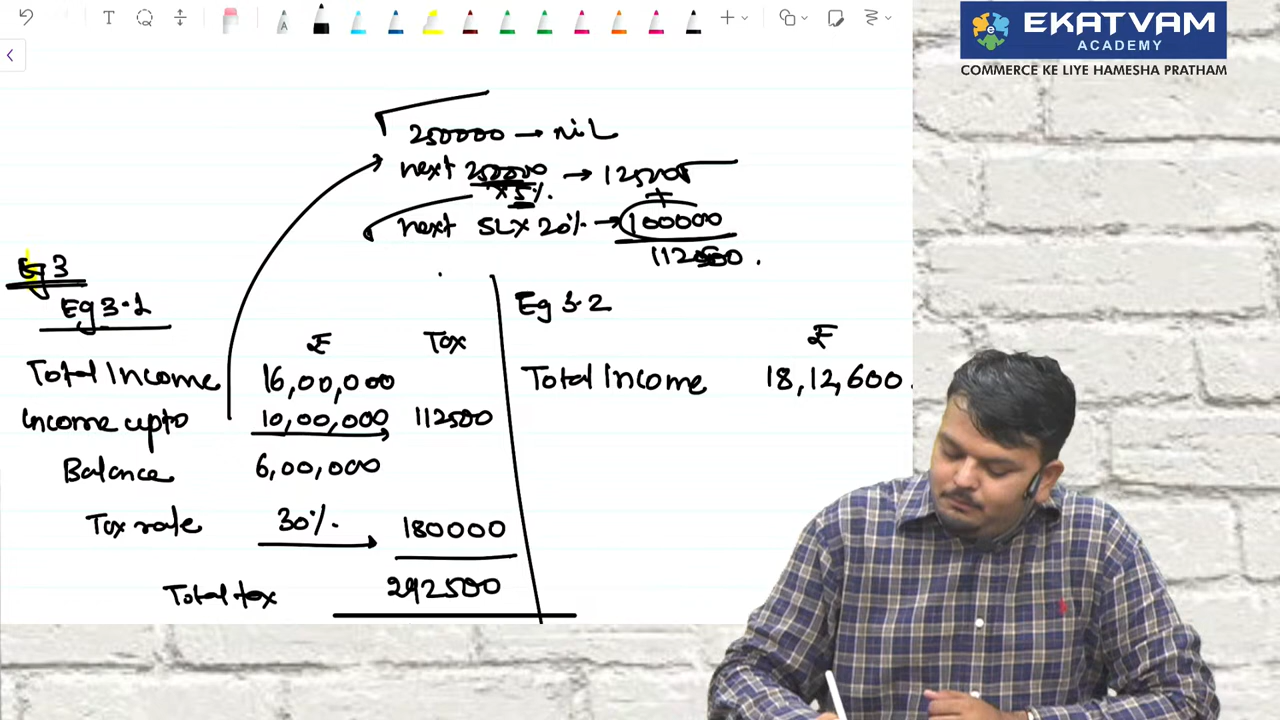 EKATVAM
ACADEMY
COMMERCE KE LIYE HAMESHA PRATHAM
250000 → nil
next 250000 → 12500
x 5%
+
next 5L x 20% → 100000
112500.
Eg 3
Eg 3.1
₹ Tax
Total Income 16,00,000
Income upto 10,00,000 112500
Balance 6,00,000
Tax rate 30% 180000
Total tax 292500
Eg 3.2
₹
Total Income 18,12,600.